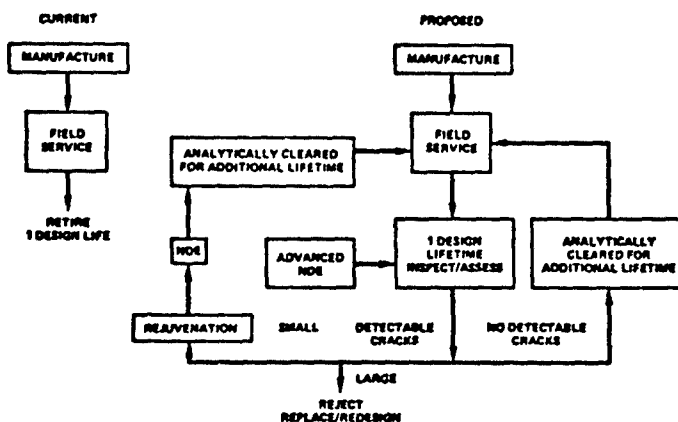 CURRENT
MANUFACTURE
FIELD
SERVICE
RETIRE
1 DESIGN LIFE
PROPOSED
MANUFACTURE
FIELD
SERVICE
ANALYTICALLY CLEARED
FOR ADDITIONAL LIFETIME
NDE
ADVANCED
NDE
1 DESIGN
LIFETIME
INSPECT/ASSESS
ANALYTICALLY
CLEARED FOR
ADDITIONAL LIFETIME
REJUVENATION
SMALL
DETECTABLE
CRACKS
NO DETECTABLE
CRACKS
LARGE
REJECT
REPLACE/REDESIGN